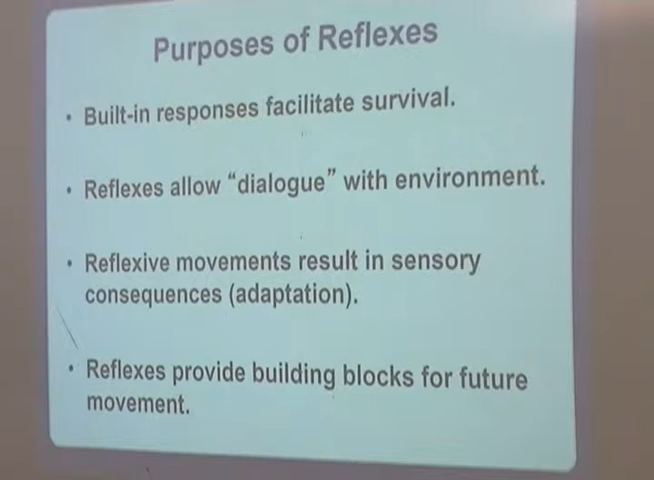 Purposes of Reflexes
• Built-in responses facilitate survival.
• Reflexes allow “dialogue” with environment.
• Reflexive movements result in sensory
consequences (adaptation).
• Reflexes provide building blocks for future
movement.